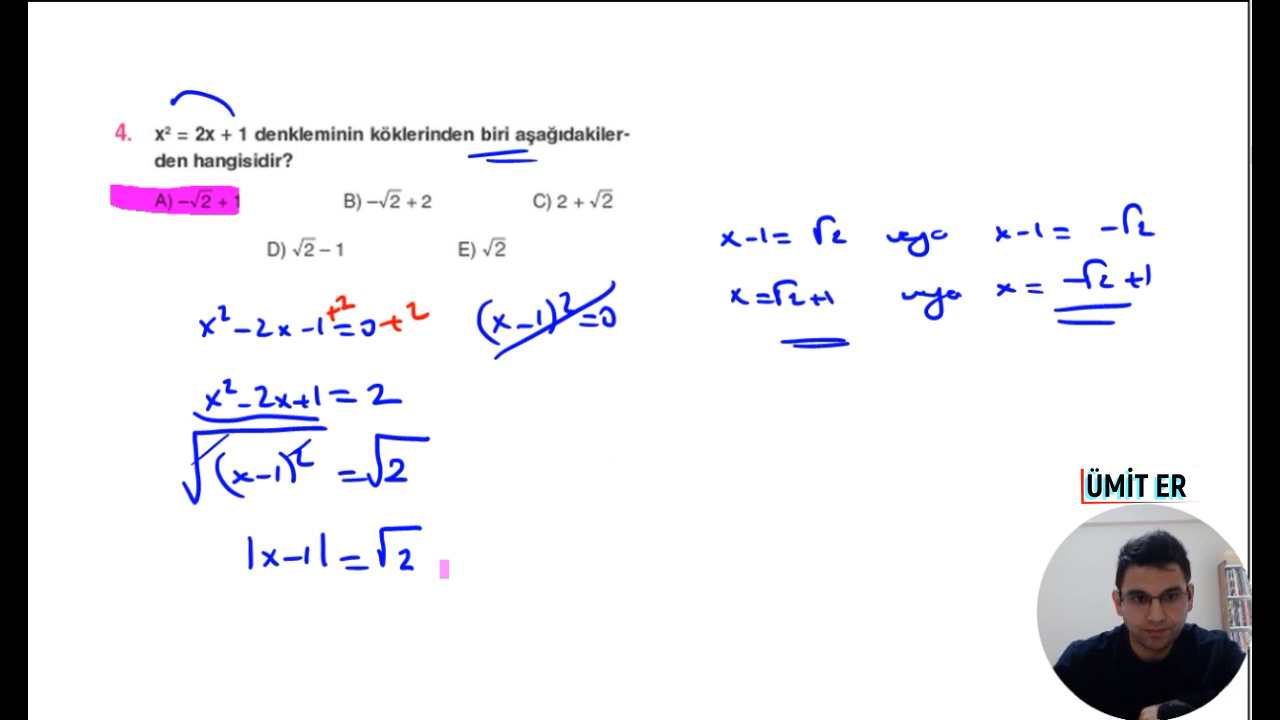 4. x² = 2x + 1 denkleminin köklerinden biri aşağıdakiler-
den hangisidir?
A) −√2 + 1 B) −√2 + 2 C) 2 + √2
D) √2 − 1 E) √2
x² − 2x − 1 +2 = 0 + 2
(x − 1)² = 0
x² − 2x + 1 = 2
√(x − 1)² = √2
|x − 1| = √2
x − 1 = √2 veya x − 1 = −√2
x = √2 + 1 veya x = −√2 + 1
ÜMİT ER